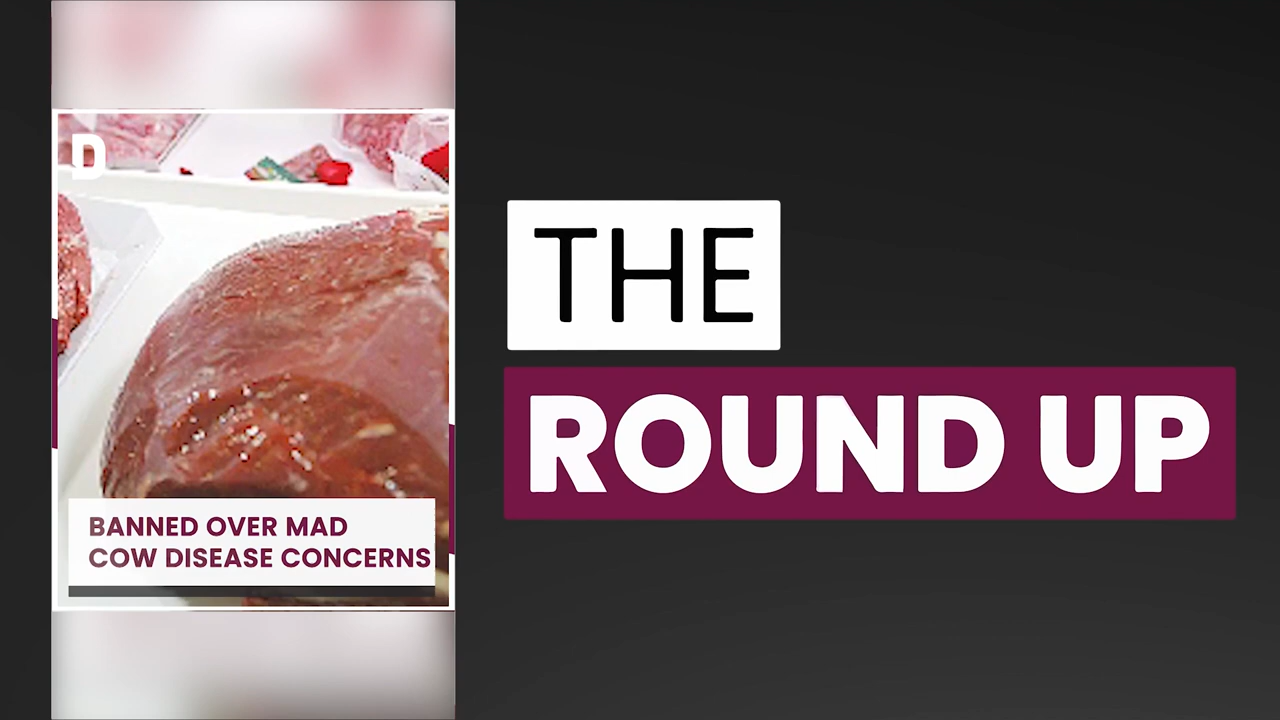 D
BANNED OVER MAD
COW DISEASE CONCERNS
THE
ROUND UP